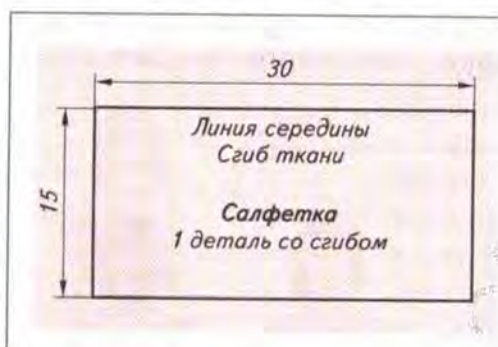 30
Линия середины
Сгиб ткани
15
Салфетка
1 деталь со сгибом